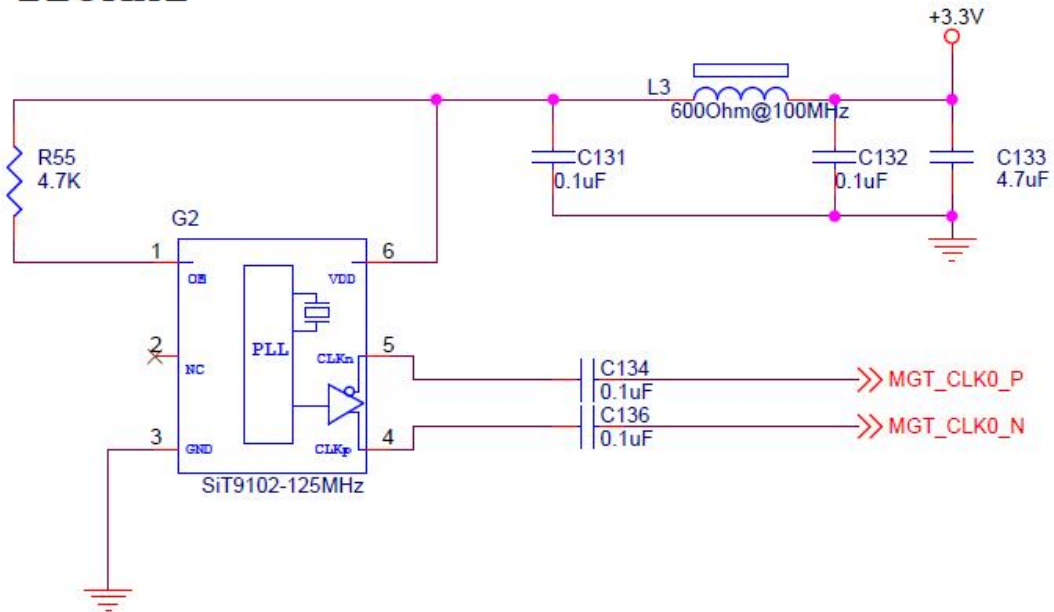 +3.3V
L3
600Ohm@100MHz
R55
4.7K
C131
0.1uF
C132
0.1uF
C133
4.7uF
G2
1
6
OE
VDD
2
5
NC
PLL
CLKn
C134
0.1uF
MGT_CLK0_P
3
4
GND
CLKp
C136
0.1uF
MGT_CLK0_N
SiT9102-125MHz